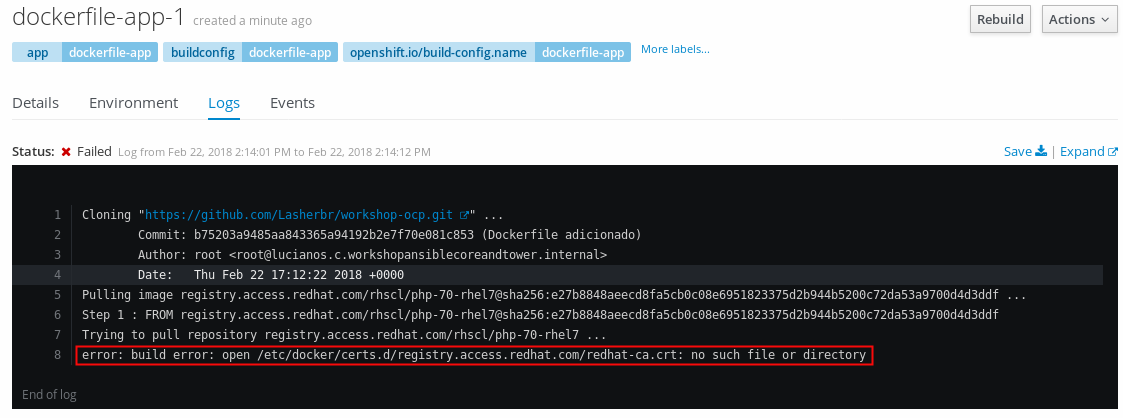 dockerfile-app-1 created a minute ago
Rebuild
Actions
app dockerfile-app buildconfig dockerfile-app openshift.io/build-config.name dockerfile-app More labels...
Details Environment Logs Events
Status: Failed Log from Feb 22, 2018 2:14:01 PM to Feb 22, 2018 2:14:12 PM
Save | Expand
1 Cloning "https://github.com/Lasherbr/workshop-ocp.git " ...
2 Commit: b75203a9485aa843365a94192b2e7f70e081c853 (Dockerfile adicionado)
3 Author: root <root@lucianos.c.workshopansiblecoreandtower.internal>
4 Date: Thu Feb 22 17:12:22 2018 +0000
5 Pulling image registry.access.redhat.com/rhscl/php-70-rhel7@sha256:e27b8848aeecd8fa5cb0c08e6951823375d2b944b5200c72da53a9700d4d3ddf ...
6 Step 1 : FROM registry.access.redhat.com/rhscl/php-70-rhel7@sha256:e27b8848aeecd8fa5cb0c08e6951823375d2b944b5200c72da53a9700d4d3ddf
7 Trying to pull repository registry.access.redhat.com/rhscl/php-70-rhel7 ...
8 error: build error: open /etc/docker/certs.d/registry.access.redhat.com/redhat-ca.crt: no such file or directory
End of log